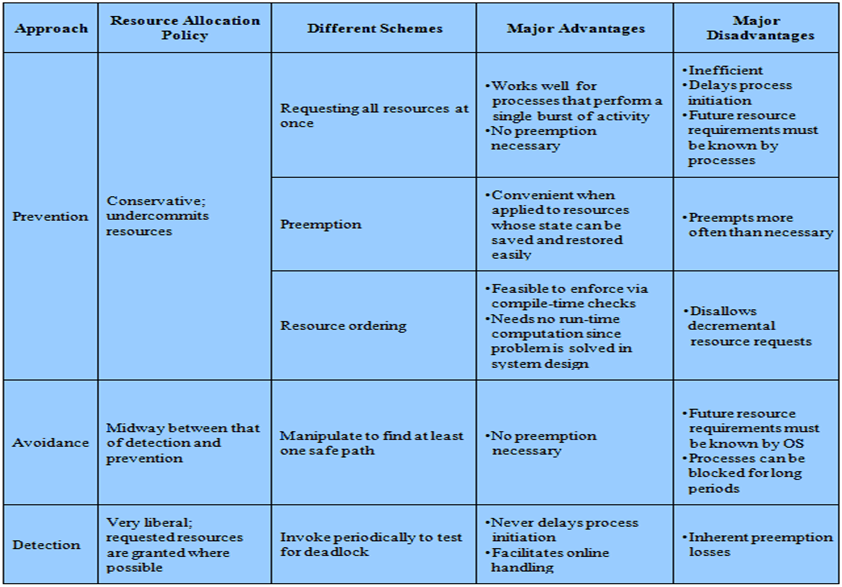 Approach
Resource Allocation
Policy
Different Schemes
Major Advantages
Major
Disadvantages
Prevention
Conservative;
undercommits
resources
Requesting all resources at
once
•Works well for
processes that perform a
single burst of activity
•No preemption
necessary
•Inefficient
•Delays process
initiation
•Future resource
requirements must
be known by
processes
Preemption
•Convenient when
applied to resources
whose state can be
saved and restored
easily
•Preempts more
often than necessary
Resource ordering
•Feasible to enforce via
compile-time checks
•Needs no run-time
computation since
problem is solved in
system design
•Disallows
decremental
resource requests
Avoidance
Midway between that
of detection and
prevention
Manipulate to find at least
one safe path
•No preemption
necessary
•Future resource
requirements must
be known by OS
•Processes can be
blocked for long
periods
Detection
Very liberal;
requested resources
are granted where
possible
Invoke periodically to test
for deadlock
•Never delays process
initiation
•Facilitates online
handling
•Inherent preemption
losses